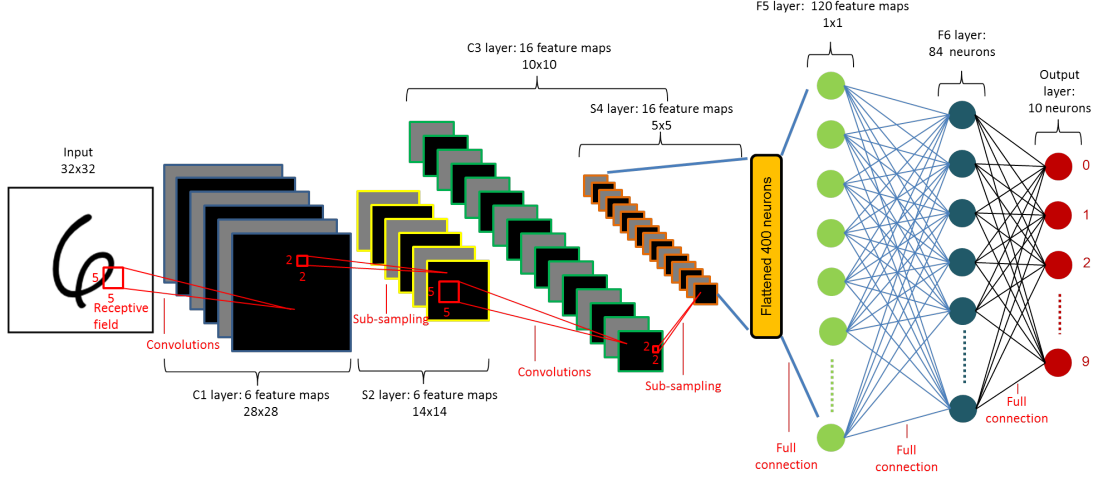 Input
32x32
5
5
Receptive
field
Convolutions
C1 layer: 6 feature maps
28x28
2
2
Sub-sampling
5
5
S2 layer: 6 feature maps
14x14
C3 layer: 16 feature maps
10x10
Convolutions
2
2
S4 layer: 16 feature maps
5x5
Sub-sampling
Flattened 400 neurons
F5 layer: 120 feature maps
1x1
Full
connection
F6 layer:
84 neurons
Full
connection
Output
layer:
10 neurons
0
1
2
9
Full
connection